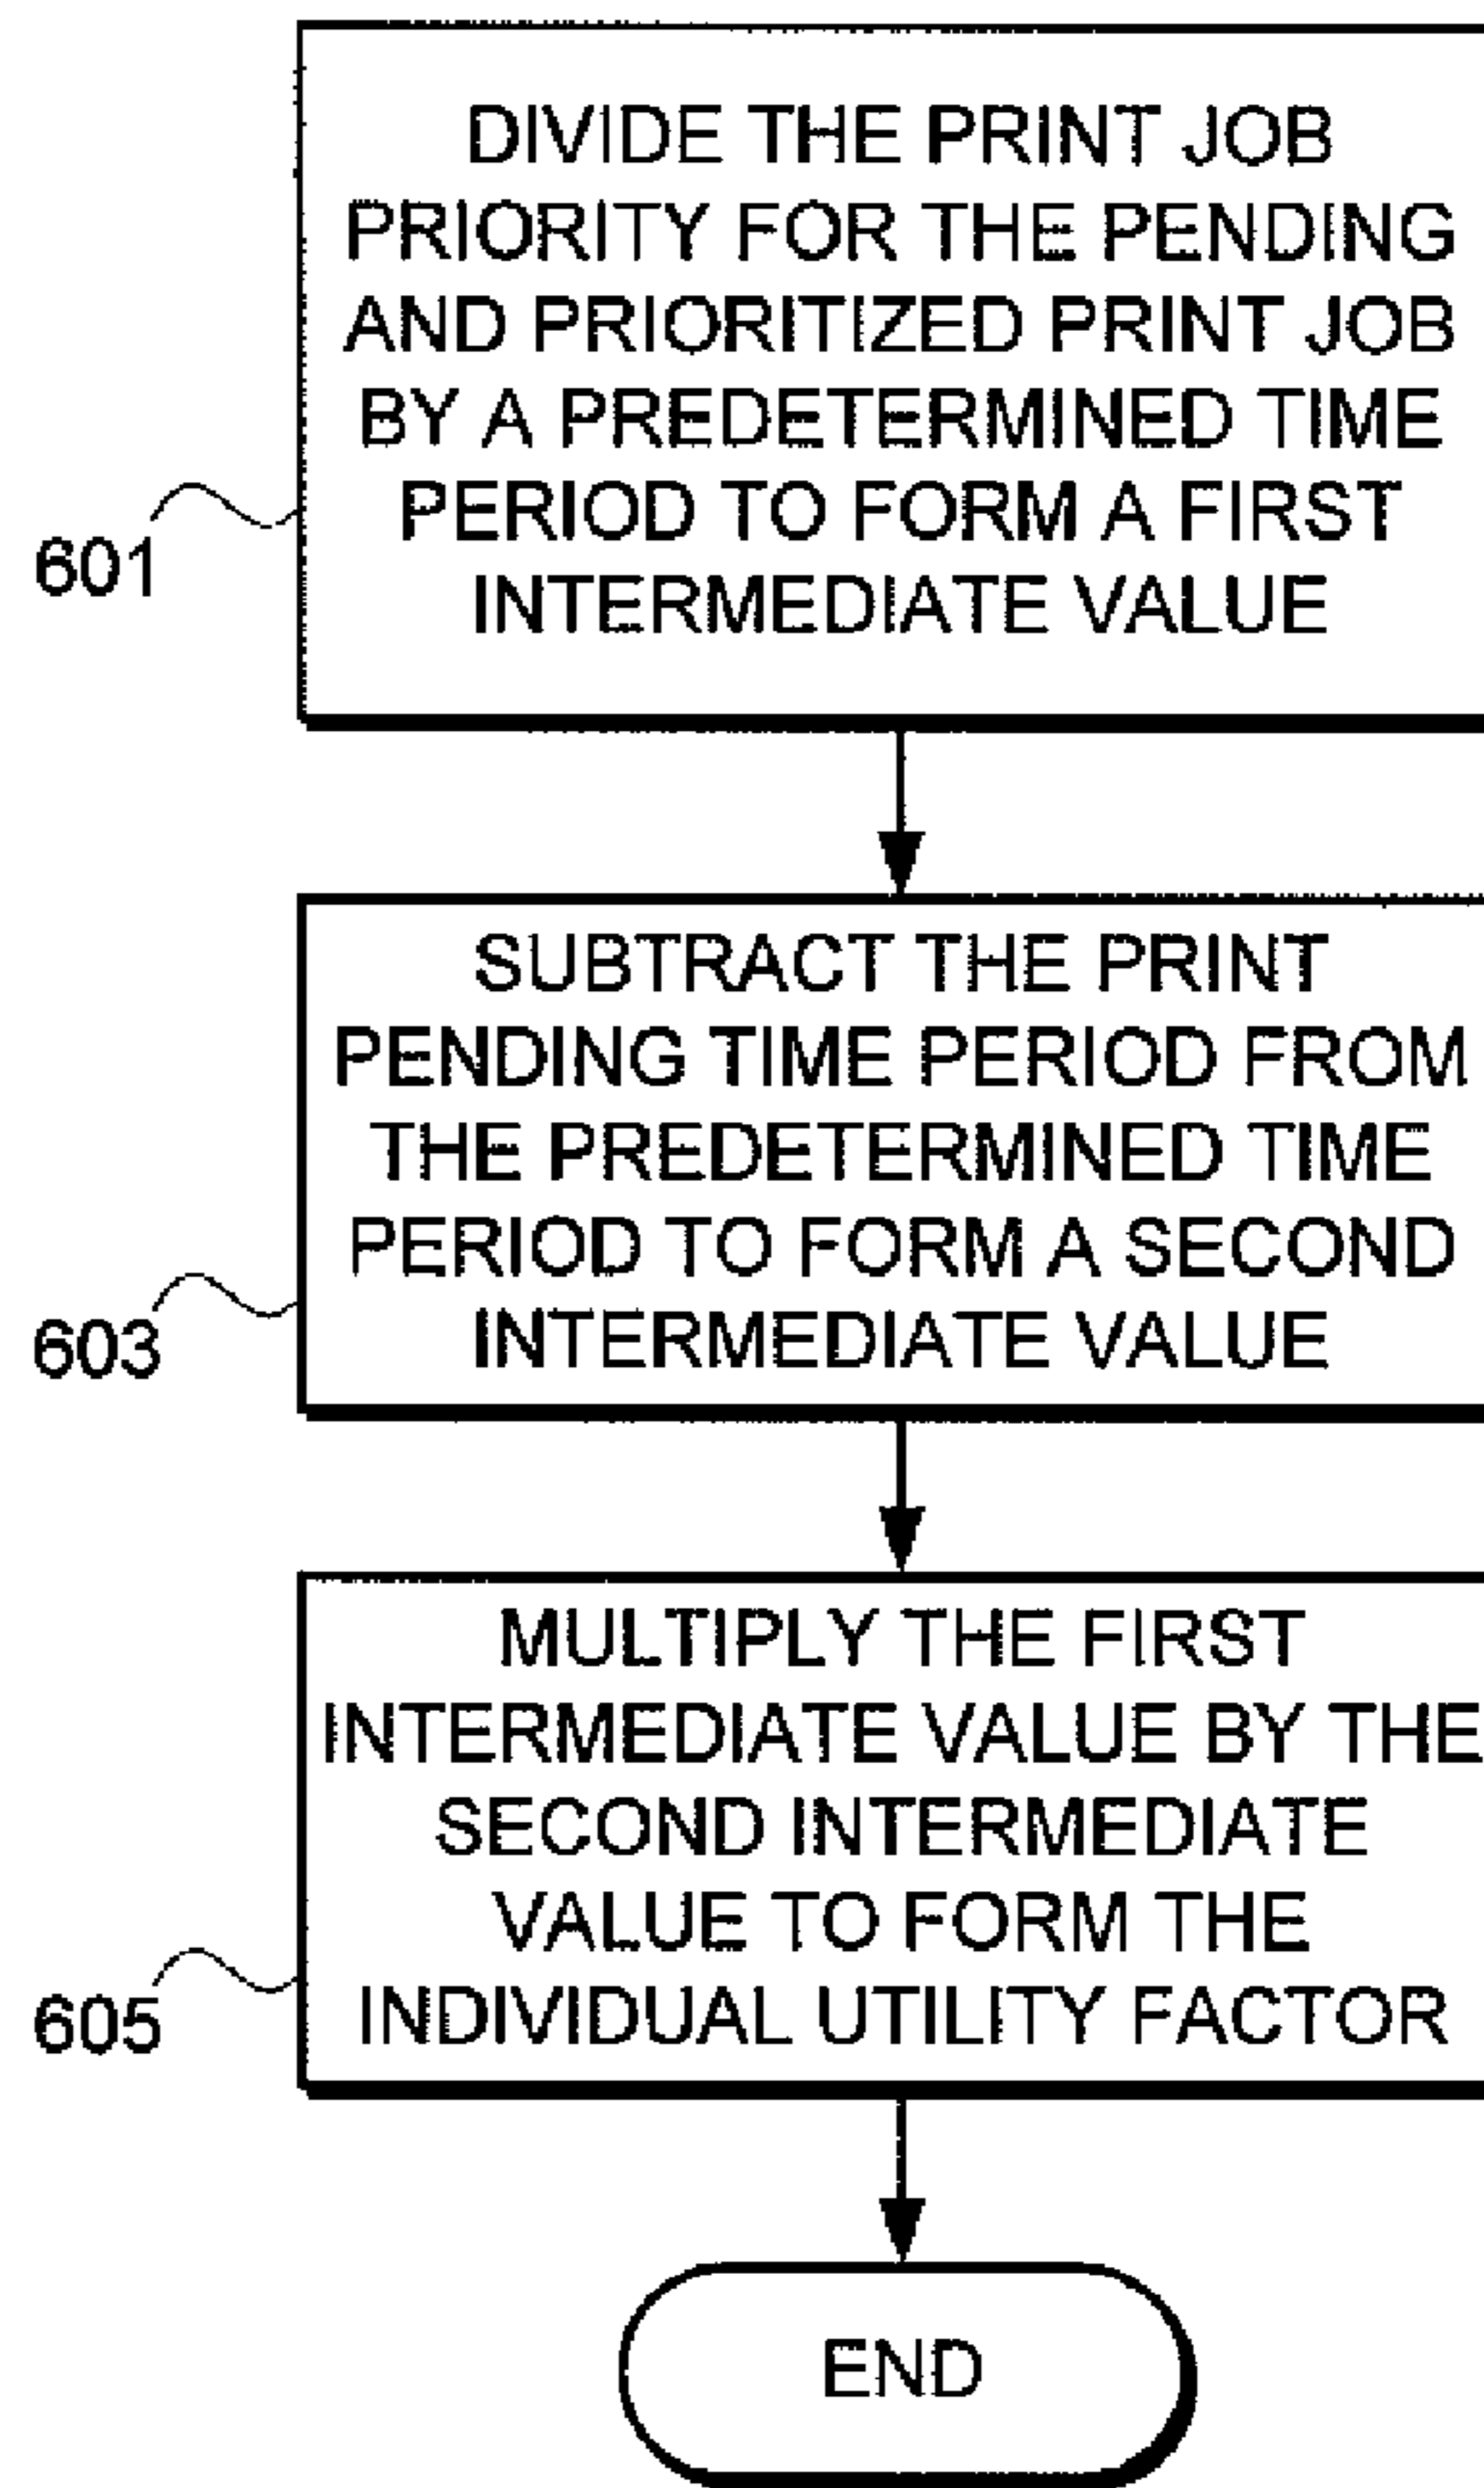 DIVIDE THE PRINT JOB
PRIORITY FOR THE PENDING
AND PRIORITIZED PRINT JOB
BY A PREDETERMINED TIME
PERIOD TO FORM A FIRST
INTERMEDIATE VALUE
601
SUBTRACT THE PRINT
PENDING TIME PERIOD FROM
THE PREDETERMINED TIME
PERIOD TO FORM A SECOND
INTERMEDIATE VALUE
603
MULTIPLY THE FIRST
INTERMEDIATE VALUE BY THE
SECOND INTERMEDIATE
VALUE TO FORM THE
INDIVIDUAL UTILITY FACTOR
605
END